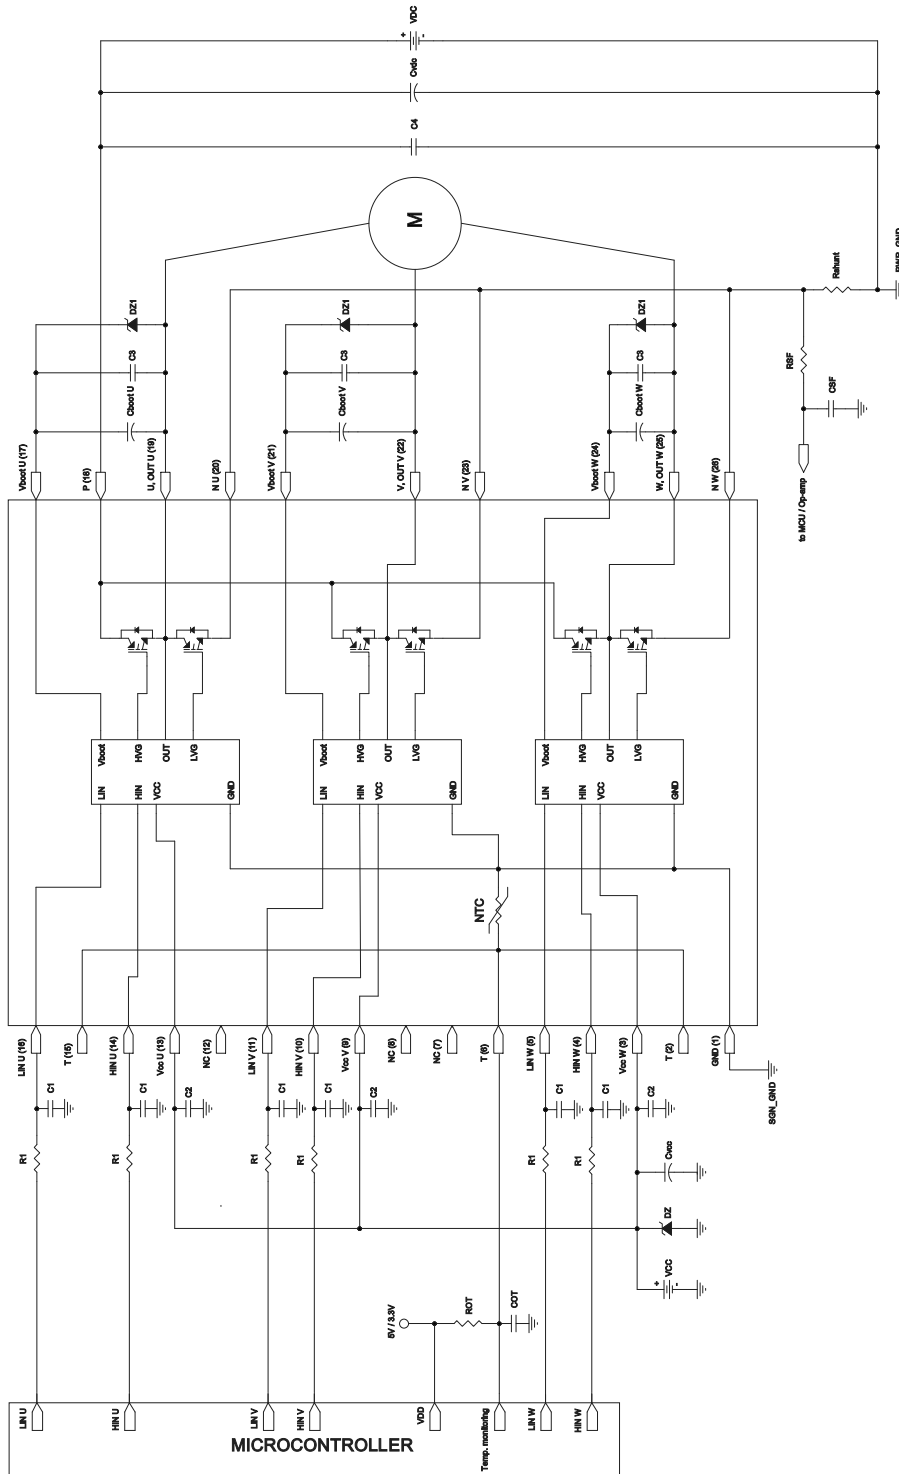 VDC
+
-
Cvdc
C4
M
Rshunt
PWR_GND
DZ1
C3
Cboot U
DZ1
C3
Cboot V
DZ1
C3
Cboot W
RSF
CSF
to MCU / Op-amp
Vboot U (17)
P (18)
U, OUT U (19)
N U (20)
Vboot V (21)
V, OUT V (22)
N V (23)
Vboot W (24)
W, OUT W (25)
N W (26)
Vboot
HVG
OUT
LVG
LIN
HIN
VCC
GND
Vboot
HVG
OUT
LVG
LIN
HIN
VCC
GND
Vboot
HVG
OUT
LVG
LIN
HIN
VCC
GND
NTC
LIN U (16)
T (15)
HIN U (14)
Vcc U (13)
NC (12)
LIN V (11)
HIN V (10)
Vcc V (9)
NC (8)
NC (7)
T (6)
LIN W (5)
HIN W (4)
Vcc W (3)
T (2)
GND (1)
SGN_GND
C1
C1
C2
C1
C1
C2
C1
C1
C2
R1
R1
R1
R1
R1
R1
Cvcc
DZ
VCC
+
-
5V / 3.3V
ROT
COT
LIN U
HIN U
LIN V
HIN V
VDD
Temp. monitoring
LIN W
HIN W
MICROCONTROLLER